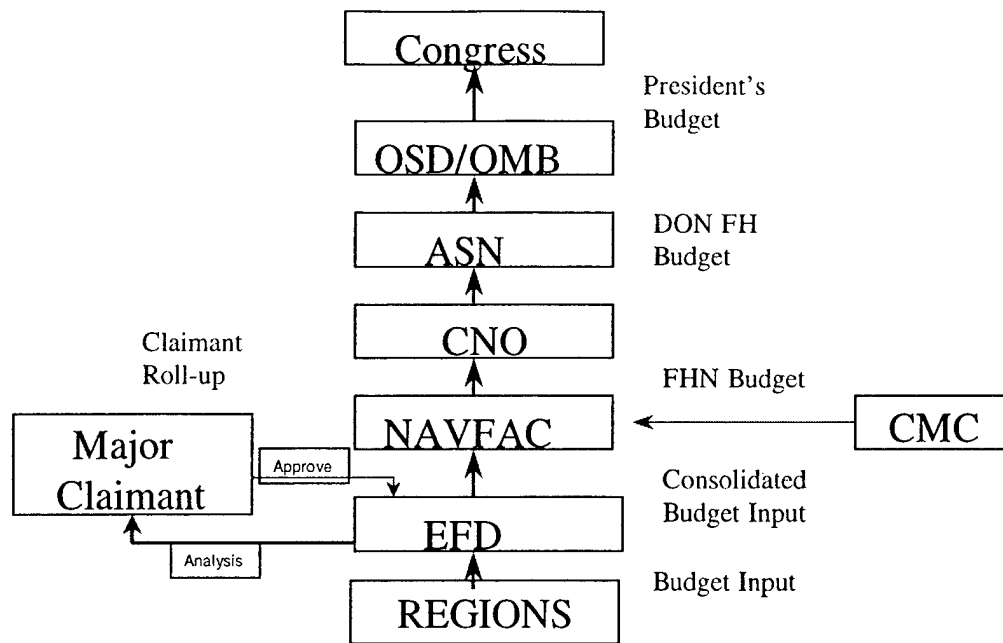 Congress
President's
Budget
OSD/OMB
DON FH
Budget
ASN
CNO
Claimant
Roll-up
FHN Budget
NAVFAC
CMC
Major
Claimant
Approve
Consolidated
Budget Input
EFD
Analysis
Budget Input
REGIONS